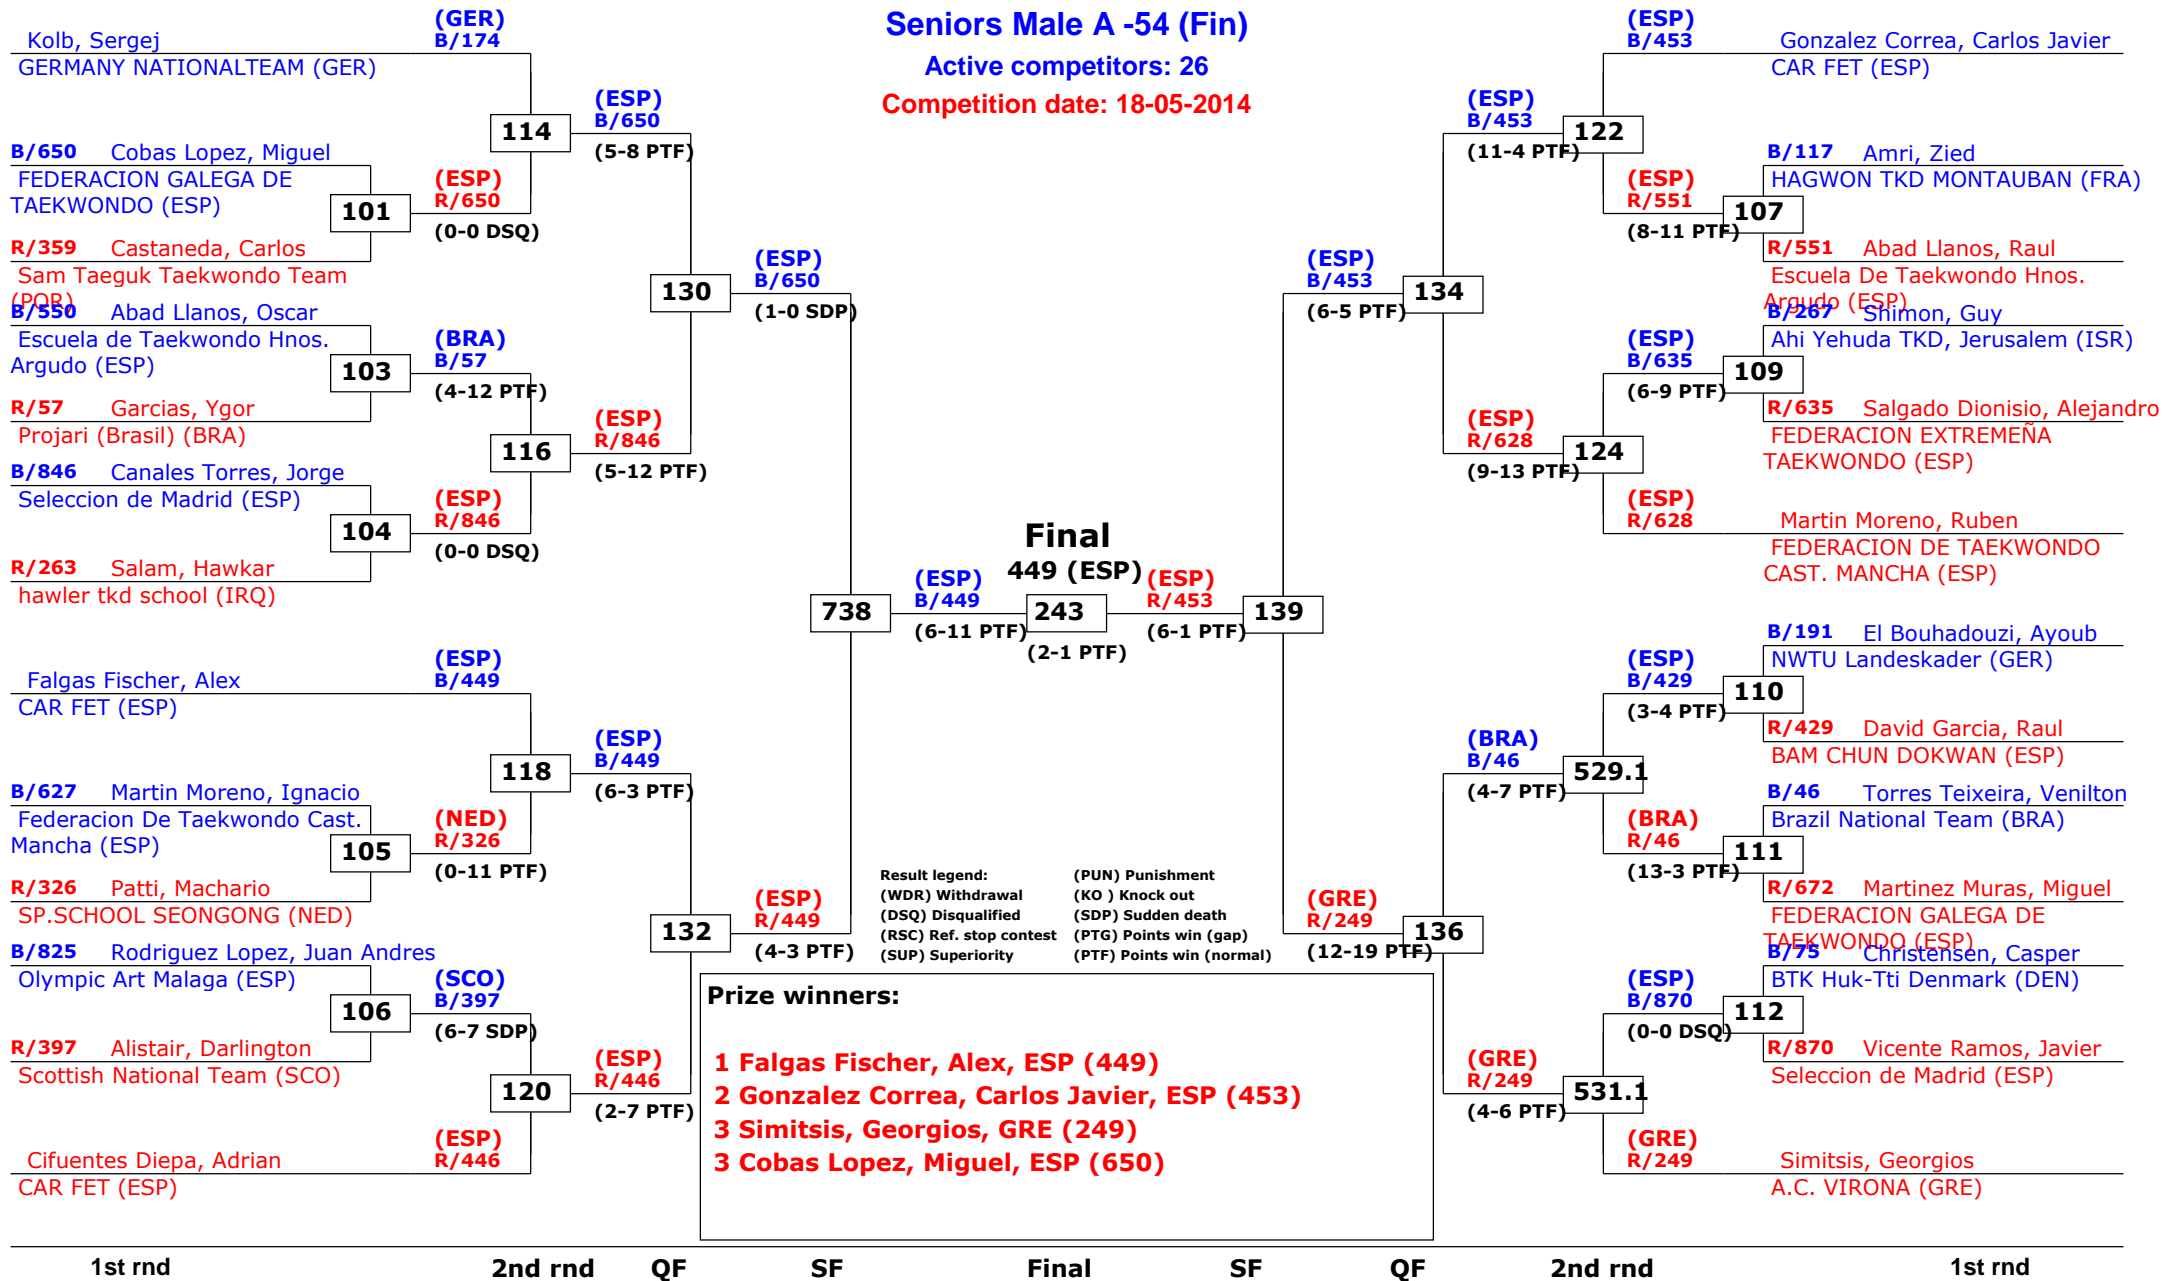 Seniors Male A -54 (Fin)
Active competitors: 26
Competition date: 18-05-2014
Kolb, Sergej
GERMANY NATIONALTEAM (GER)
(GER)
B/174
114
B/650 Cobas Lopez, Miguel
FEDERACION GALEGA DE
TAEKWONDO (ESP)
101
(ESP)
R/650
(0-0 DSQ)
R/359 Castaneda, Carlos
Sam Taeguk Taekwondo Team
(POR)
(ESP)
B/650
(5-8 PTF)
130
B/550 Abad Llanos, Oscar
Escuela de Taekwondo Hnos.
Argudo (ESP)
103
(BRA)
B/57
(4-12 PTF)
R/57 Garcias, Ygor
Projari (Brasil) (BRA)
116
(ESP)
R/846
(5-12 PTF)
B/846 Canales Torres, Jorge
Seleccion de Madrid (ESP)
104
(ESP)
R/846
(0-0 DSQ)
R/263 Salam, Hawkar
hawler tkd school (IRQ)
(ESP)
B/650
(1-0 SDP)
738
Falgas Fischer, Alex
CAR FET (ESP)
(ESP)
B/449
118
(ESP)
B/449
(6-3 PTF)
B/627 Martin Moreno, Ignacio
Federacion De Taekwondo Cast.
Mancha (ESP)
105
(NED)
R/326
(0-11 PTF)
R/326 Patti, Machario
SP.SCHOOL SEONGONG (NED)
132
(ESP)
R/449
(4-3 PTF)
B/825 Rodriguez Lopez, Juan Andres
Olympic Art Malaga (ESP)
106
(SCO)
B/397
(6-7 SDP)
R/397 Alistair, Darlington
Scottish National Team (SCO)
120
(ESP)
R/446
(2-7 PTF)
Cifuentes Diepa, Adrian
CAR FET (ESP)
(ESP)
R/446
Final
449 (ESP)
(ESP)
B/449
(6-11 PTF)
243
(2-1 PTF)
(ESP)
R/453
(6-1 PTF)
139
(ESP)
B/453
Gonzalez Correa, Carlos Javier
CAR FET (ESP)
(ESP)
B/453
(11-4 PTF)
122
B/117 Amri, Zied
HAGWON TKD MONTAUBAN (FRA)
(ESP)
R/551
(8-11 PTF)
107
R/551 Abad Llanos, Raul
Escuela De Taekwondo Hnos.
Argudo (ESP)
(ESP)
B/453
(6-5 PTF)
134
B/267 Shimon, Guy
Ahi Yehuda TKD, Jerusalem (ISR)
(ESP)
B/635
(6-9 PTF)
109
R/635 Salgado Dionisio, Alejandro
FEDERACION EXTREMEÑA
TAEKWONDO (ESP)
(ESP)
R/628
(9-13 PTF)
124
(ESP)
R/628
Martin Moreno, Ruben
FEDERACION DE TAEKWONDO
CAST. MANCHA (ESP)
B/191 El Bouhadouzi, Ayoub
NWTU Landeskader (GER)
(ESP)
B/429
(3-4 PTF)
110
R/429 David Garcia, Raul
BAM CHUN DOKWAN (ESP)
(BRA)
B/46
(4-7 PTF)
529.1
B/46 Torres Teixeira, Venilton
Brazil National Team (BRA)
(BRA)
R/46
(13-3 PTF)
111
R/672 Martinez Muras, Miguel
FEDERACION GALEGA DE
TAEKWONDO (ESP)
(GRE)
R/249
(12-19 PTF)
136
B/75 Christensen, Casper
BTK Huk-Tti Denmark (DEN)
(ESP)
B/870
(0-0 DSQ)
112
R/870 Vicente Ramos, Javier
Seleccion de Madrid (ESP)
(GRE)
R/249
(4-6 PTF)
531.1
(GRE)
R/249
Simitsis, Georgios
A.C. VIRONA (GRE)
Result legend:
(WDR) Withdrawal
(DSQ) Disqualified
(RSC) Ref. stop contest
(SUP) Superiority
(PUN) Punishment
(KO ) Knock out
(SDP) Sudden death
(PTG) Points win (gap)
(PTF) Points win (normal)
Prize winners:
1 Falgas Fischer, Alex, ESP (449)
2 Gonzalez Correa, Carlos Javier, ESP (453)
3 Simitsis, Georgios, GRE (249)
3 Cobas Lopez, Miguel, ESP (650)
1st rnd 2nd rnd QF SF Final SF QF 2nd rnd 1st rnd